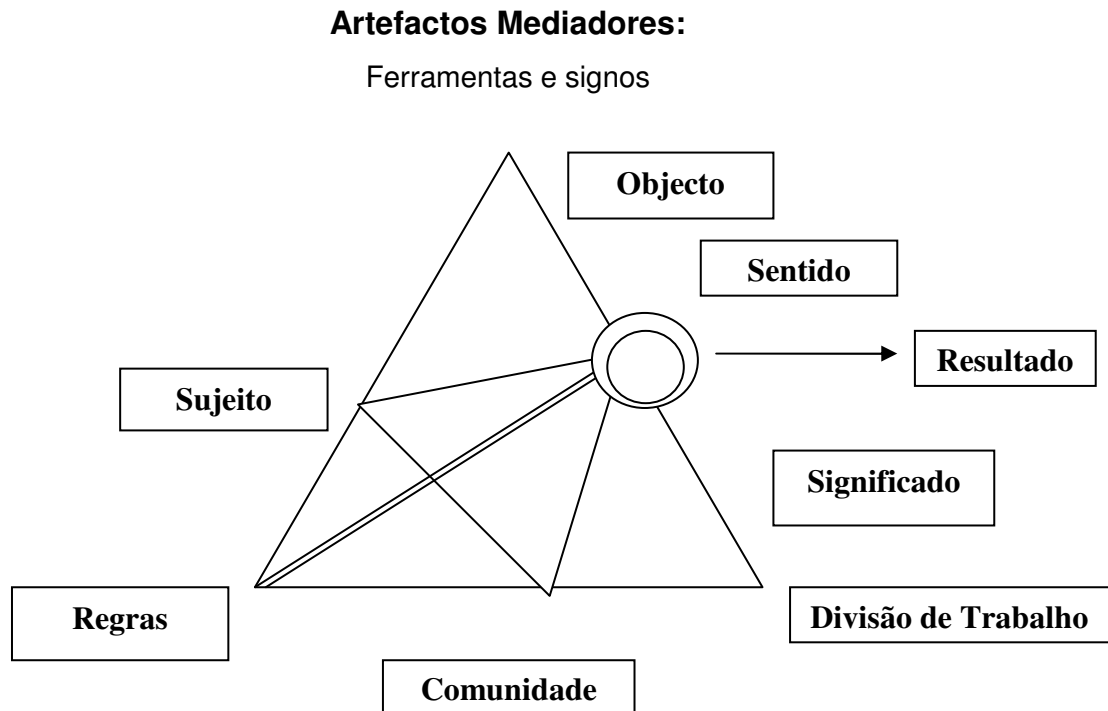 Artefactos Mediadores:
Ferramentas e signos
Objecto
Sentido
Resultado
Sujeito
Significado
Regras
Divisão de Trabalho
Comunidade